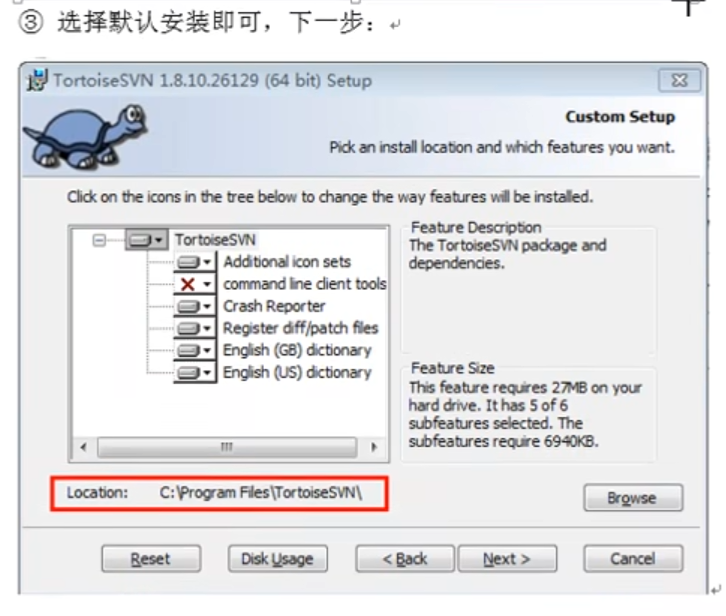 ③ 选择默认安装即可，下一步：
TortoiseSVN 1.8.10.26129 (64 bit) Setup
Custom Setup
Pick an install location and which features you want.
Click on the icons in the tree below to change the way features will be installed.
TortoiseSVN
Additional icon sets
command line client tools
Crash Reporter
Register diff/patch files
English (GB) dictionary
English (US) dictionary
Feature Description
The TortoiseSVN package and
dependencies.
Feature Size
This feature requires 27MB on your
hard drive. It has 5 of 6
subfeatures selected. The
subfeatures require 6940KB.
Location: C:\Program Files\TortoiseSVN\
Browse
Reset Disk Usage < Back Next > Cancel